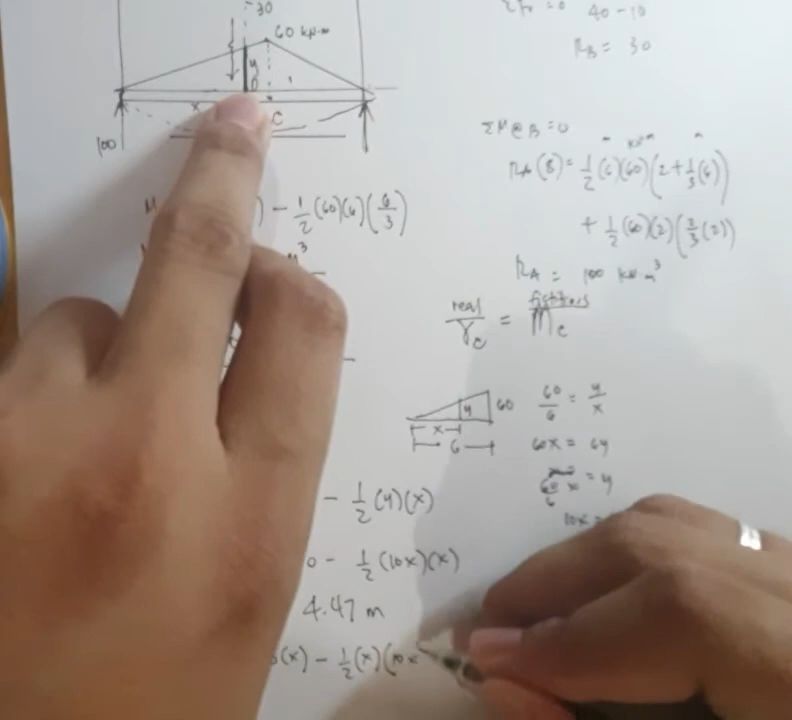 30
60 kN·m
y
x
C
100
ΣFv = 0
40 - 10
RB = 30
ΣM@B = 0
RA(8) = 1/2 (6)(60)(2 + 1/3(6))
+ 1/2 (60)(2)(2/3(2))
RA = 100 kN·m³
) - 1/2 (60)(6)(6/3)
real
fictitious
Yc = Mc
y
60
x
6
60/6 = y/x
60x = 6y
60/6 x = y
10x =
- 1/2 (y)(x)
0 - 1/2 (10x)(x)
4.47 m
(x) - 1/2 (x)(10x